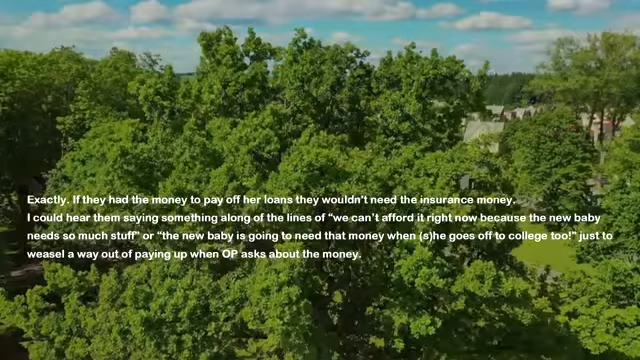 Exactly. If they had the money to pay off her loans they wouldn't need the insurance money.
I could hear them saying something along of the lines of “we can’t afford it right now because the new baby
needs so much stuff” or “the new baby is going to need that money when (s)he goes off to college too!” just to
weasel a way out of paying up when OP asks about the money.